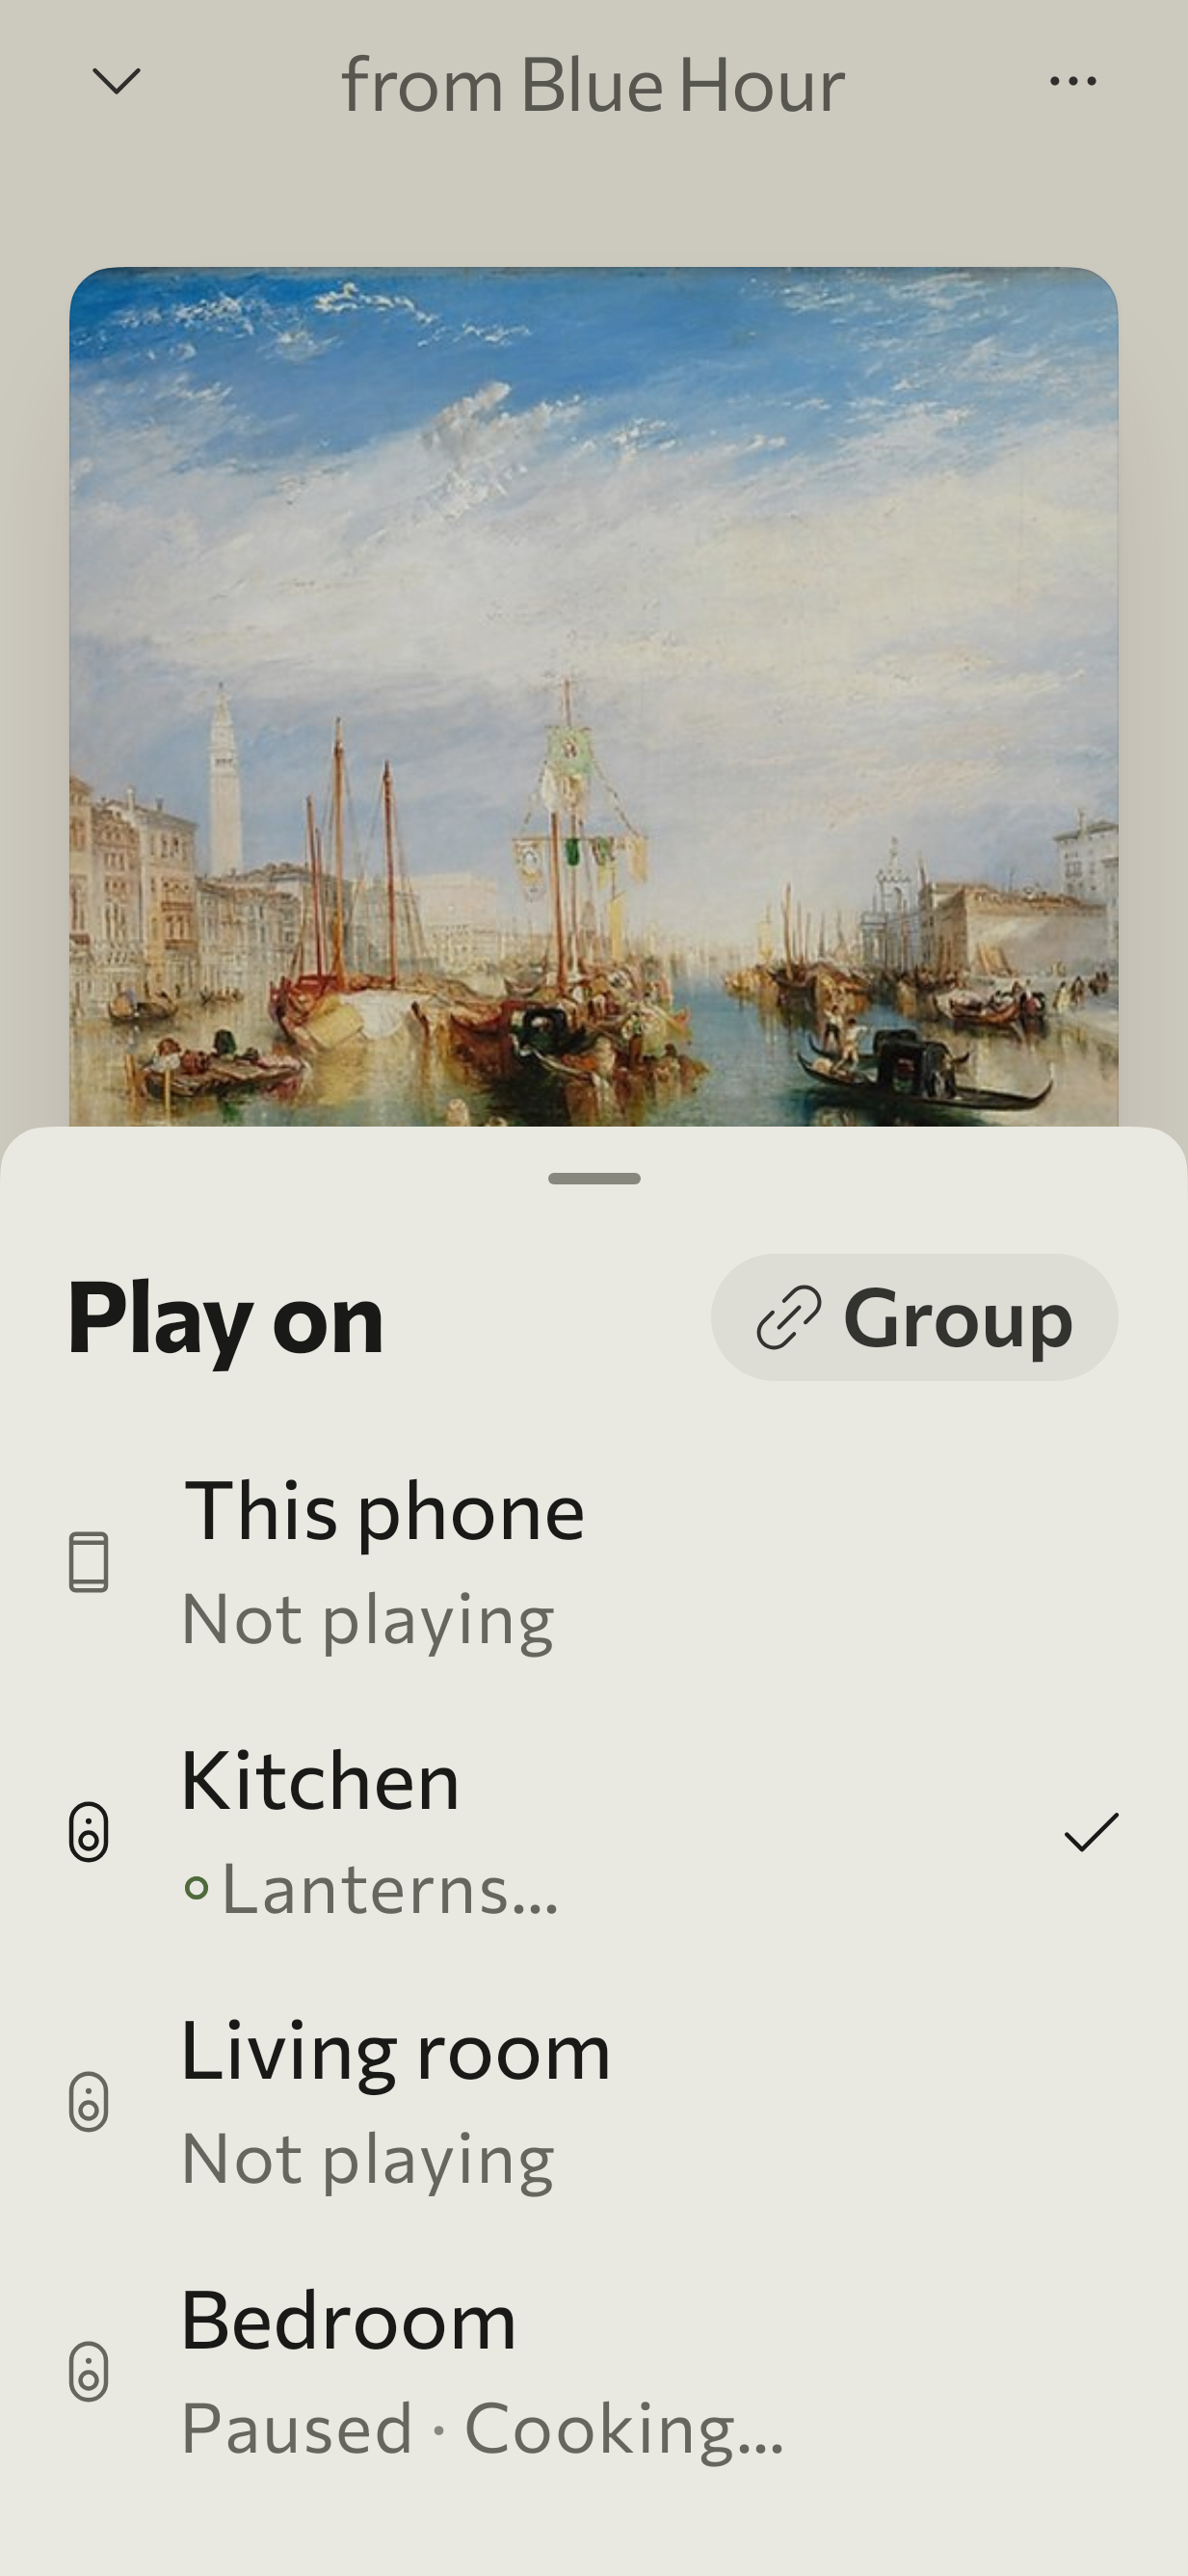 from Blue Hour
Play on
Group
This phone
Not playing
Kitchen
Lanterns...
Living room
Not playing
Bedroom
Paused · Cooking...